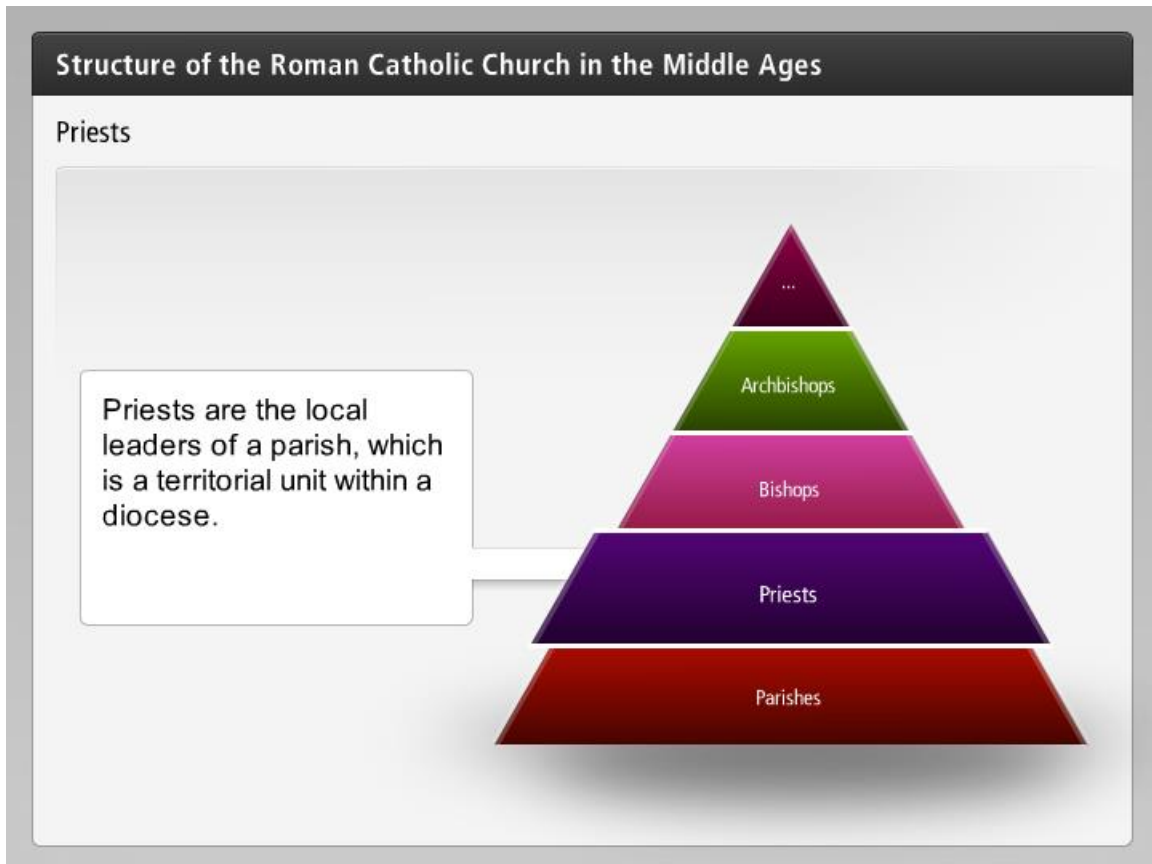 Structure of the Roman Catholic Church in the Middle Ages
Priests
Priests are the local
leaders of a parish, which
is a territorial unit within a
diocese.
...
Archbishops
Bishops
Priests
Parishes